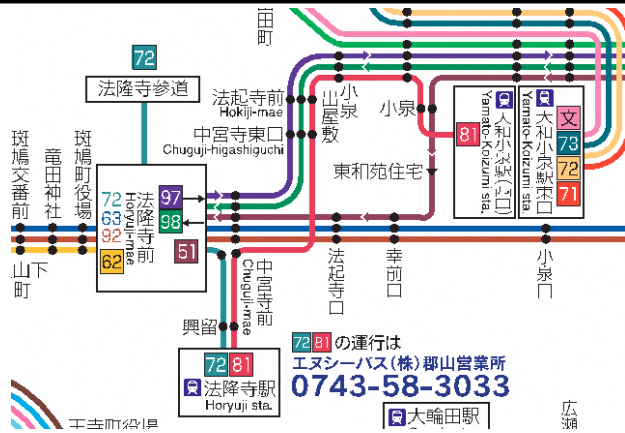 田町
72
法隆寺参道
法起寺前
Hokiji-mae
中宮寺東口
Chuguji-higashiguchi
小泉
山屋敷
小泉
東和苑住宅
81
大和小泉駅(西口)
Yamato-Koizumi sta.
大和小泉駅東口
Yamato-Koizumi sta.
文
73
72
71
斑鳩交番前
竜田神社
斑鳩町役場
72
63
92
62
法隆寺前
Horyuji-mae
97
98
51
山下町
中宮寺前
Chuguji-mae
法起寺口
幸前口
小泉口
興留
72 81
法隆寺駅
Horyuji sta.
72 81 の運行は
エヌシーバス(株)郡山営業所
0743-58-3033
王寺町役場
大輪田駅
広瀬